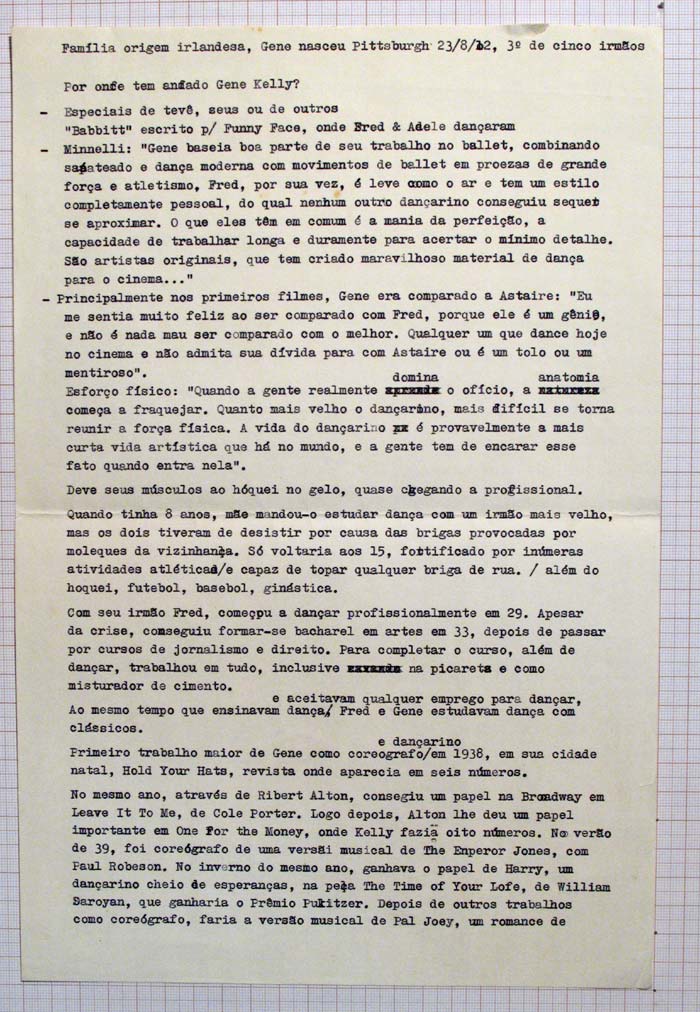 Família origem irlandesa, Gene nasceu Pittsburgh 23/8/12, 3º de cinco irmãos
Por onfe tem anfado Gene Kelly?
- Especiais de tevê, seus ou de outros
"Babbitt" escrito p/ Funny Face, onde Fred & Adele dançaram
- Minnelli: "Gene baseia boa parte de seu trabalho no ballet, combinando
sapateado e dança moderna com movimentos de ballet em proezas de grande
força e atletismo, Fred, por sua vez, é leve como o ar e tem um estilo
completamente pessoal, do qual nenhum outro dançarino conseguiu sequer
se aproximar. O que eles têm em comum é a mania da perfeição, a
capacidade de trabalhar longa e duramente para acertar o mínimo detalhe.
São artistas originais, que tem criado maravilhoso material de dança
para o cinema..."
- Principalmente nos primeiros filmes, Gene era comparado a Astaire: "Eu
me sentia muito feliz ao ser comparado com Fred, porque ele é um gênio,
e não é nada mau ser comparado com o melhor. Qualquer um que dance hoje
no cinema e não admita sua dívida para com Astaire ou é um tolo ou um
mentiroso".
domina anatomia
Esforço físico: "Quando a gente realmente aprende o ofício, a natureza
começa a fraquejar. Quanto mais velho o dançarino, mais difícil se torna
reunir a força física. A vida do dançarino é provavelmente a mais
curta vida artística que há no mundo, e a gente tem de encarar esse
fato quando entra nela".
Deve seus músculos ao hóquei no gelo, quase chegando a profissional.
Quando tinha 8 anos, mãe mandou-o estudar dança com um irmão mais velho,
mas os dois tiveram de desistir por causa das brigas provocadas por
moleques da vizinhança. Só voltaria aos 15, fortificado por inúmeras
atividades atléticas/e capaz de topar qualquer briga de rua. / além do
hoquei, futebol, basebol, ginástica.
Com seu irmão Fred, começpu a dançar profissionalmente em 29. Apesar
da crise, conseguiu formar-se bacharel em artes em 33, depois de passar
por cursos de jornalismo e direito. Para completar o curso, além de
dançar, trabalhou em tudo, inclusive na picareta e como
misturador de cimento.
e aceitavam qualquer emprego para dançar,
Ao mesmo tempo que ensinavam dança/ Fred e Gene estudavam dança com
clássicos.
e dançarino
Primeiro trabalho maior de Gene como coreografo/em 1938, em sua cidade
natal, Hold Your Hats, revista onde aparecia em seis números.
No mesmo ano, através de Ribert Alton, consegiu um papel na Broadway em
Leave It To Me, de Cole Porter. Logo depois, Alton lhe deu um papel
importante em One For the Money, onde Kelly fazia oito números. No verão
de 39, foi coreógrafo de uma versãi musical de The Enperor Jones, com
Paul Robeson. No inverno do mesmo ano, ganhava o papel de Harry, um
dançarino cheio de esperanças, na peça The Time of Your Lofe, de William
Saroyan, que ganharia o Prêmio Pulitzer. Depois de outros trabalhos
como coreógrafo, faria a versão musical de Pal Joey, um romance de